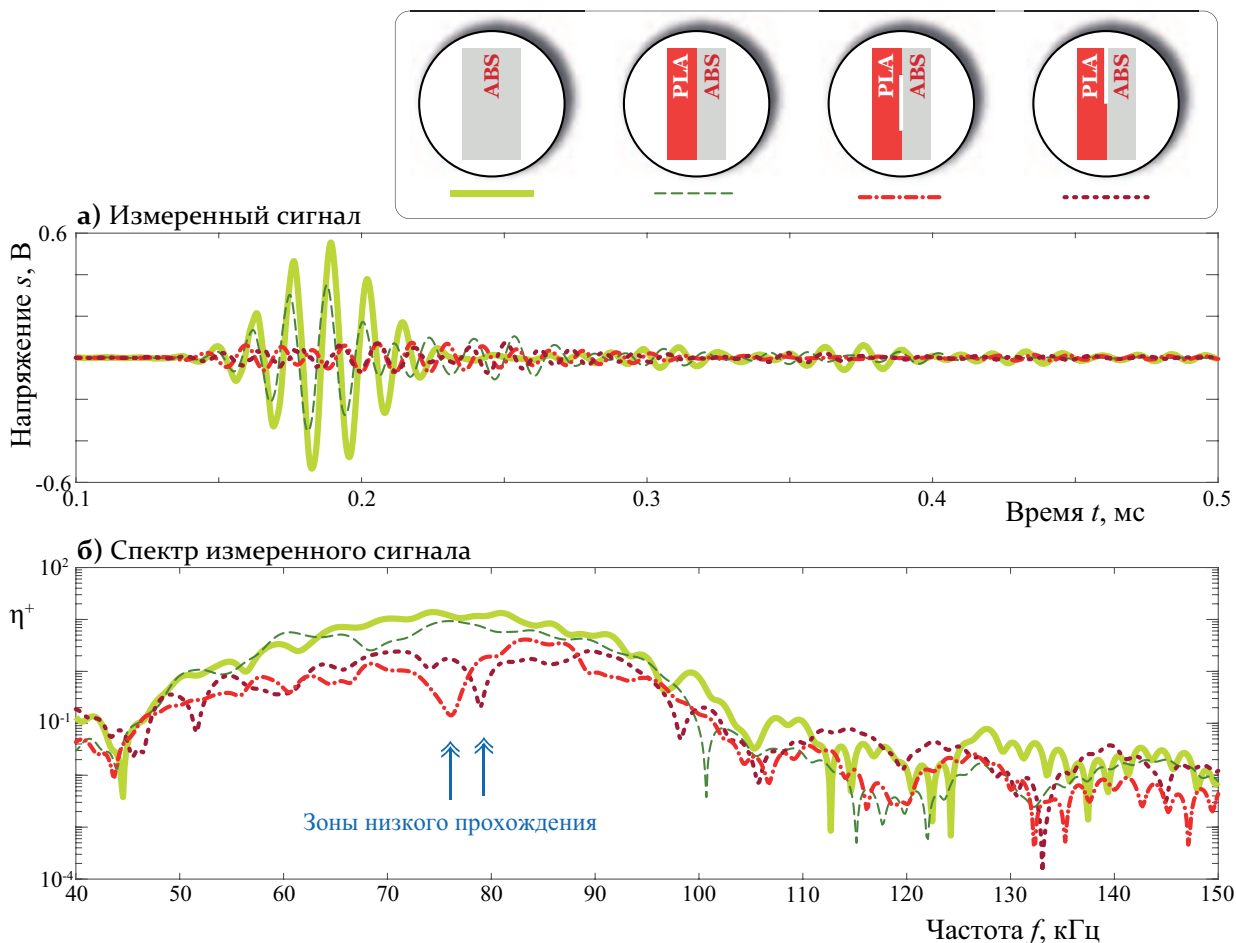 ABS
PLA ABS
PLA ABS
PLA ABS
а) Измеренный сигнал
0.6
Напряжение s, В
-0.6
0.1 0.2 0.3 0.4 0.5
Время t, мс
б) Спектр измеренного сигнала
10²
η⁺
10⁻¹
Зоны низкого прохождения
10⁻⁴
40 50 60 70 80 90 100 110 120 130 140 150
Частота f, кГц